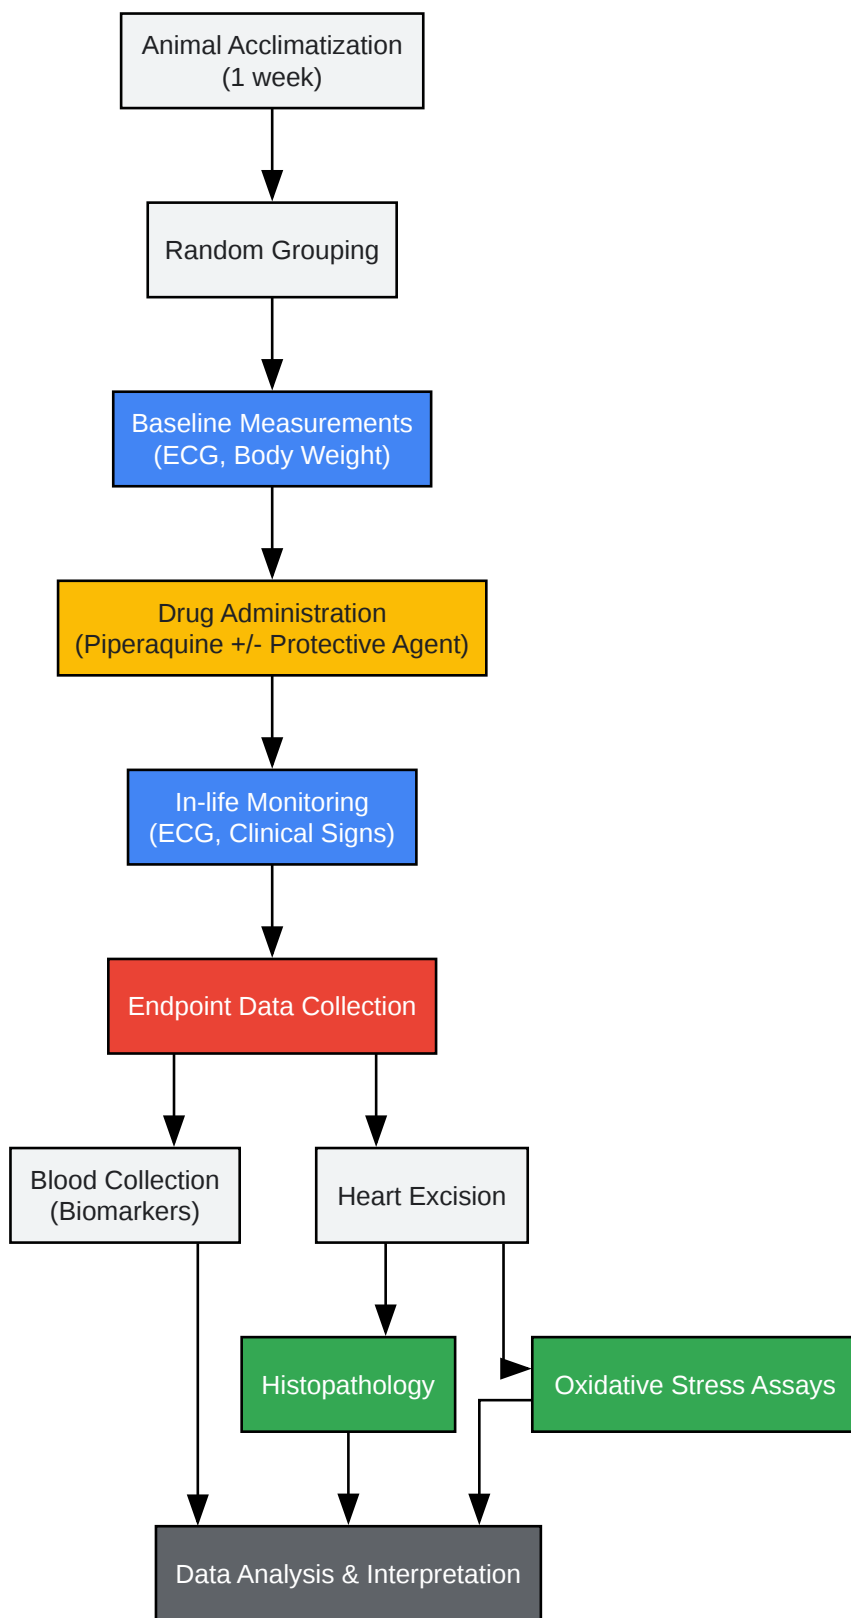 Animal Acclimatization
(1 week)
Random Grouping
Baseline Measurements
(ECG, Body Weight)
Drug Administration
(Piperaquine +/- Protective Agent)
In-life Monitoring
(ECG, Clinical Signs)
Endpoint Data Collection
Blood Collection
(Biomarkers)
Heart Excision
Histopathology
Oxidative Stress Assays
Data Analysis & Interpretation